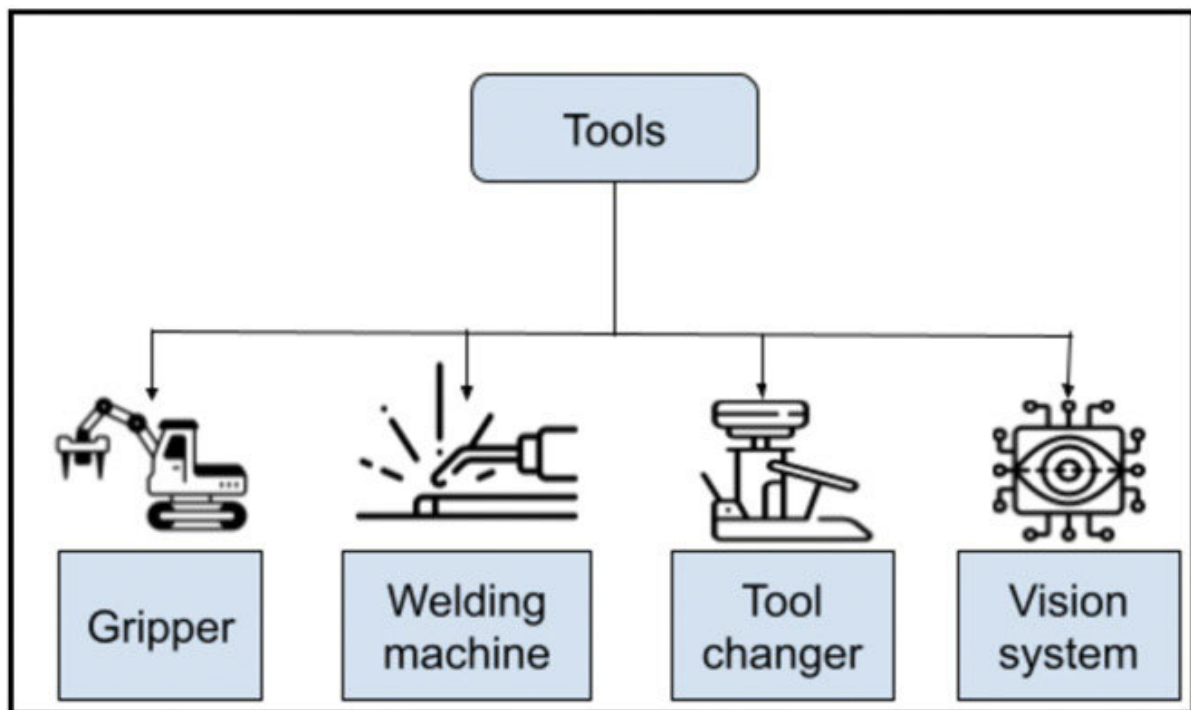 Tools
Gripper
Welding
machine
Tool
changer
Vision
system